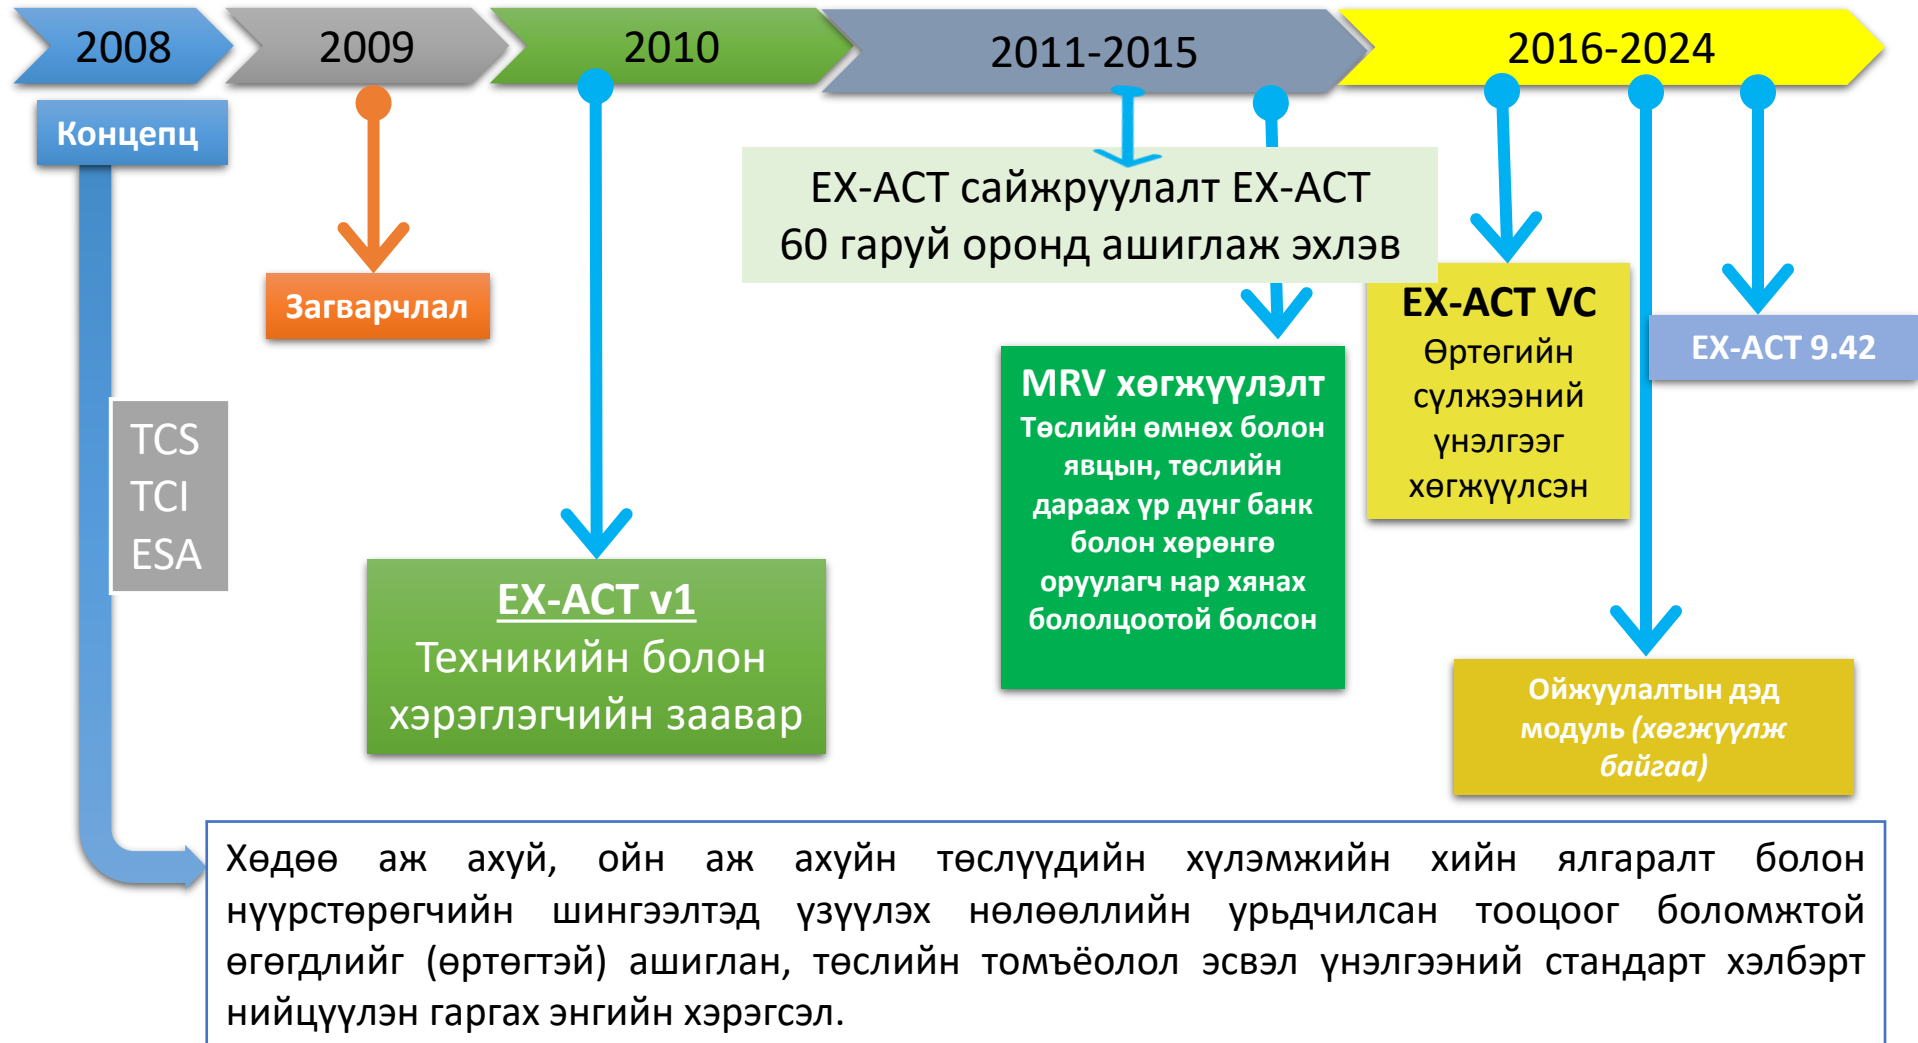 2008
2009
2010
2011-2015
2016-2024
Концепц
Загварчлал
TCS
TCI
ESA
EX-ACT v1
Техникийн болон
хэрэглэгчийн заавар
EX-ACT сайжруулалт EX-ACT
60 гаруй оронд ашиглаж эхлэв
MRV хөгжүүлэлт
Төслийн өмнөх болон
явцын, төслийн
дараах үр дүнг банк
болон хөрөнгө
оруулагч нар хянах
бололцоотой болсон
EX-ACT VC
Өртөгийн
сүлжээний
үнэлгээг
хөгжүүлсэн
EX-ACT 9.42
Ойжуулалтын дэд
модуль (хөгжүүлж
байгаа)
Хөдөө аж ахуй, ойн аж ахуйн төслүүдийн хүлэмжийн хийн ялгаралт болон
нүүрстөрөгчийн шингээлтэд үзүүлэх нөлөөллийн урьдчилсан тооцоог боломжтой
өгөгдлийг (өртөгтэй) ашиглан, төслийн томъёолол эсвэл үнэлгээний стандарт хэлбэрт
нийцүүлэн гаргах энгийн хэрэгсэл.